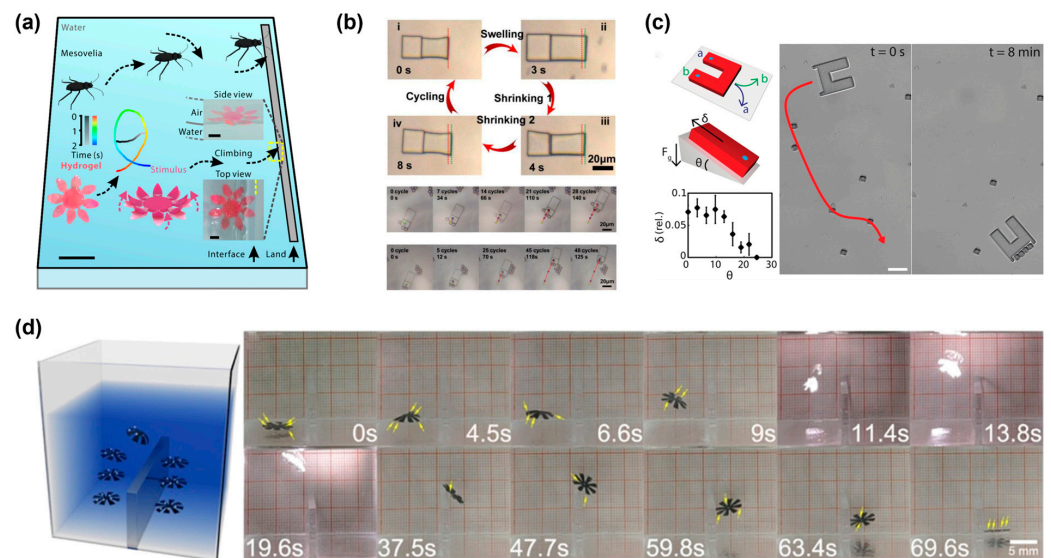 (a)
Water
Mesovelia
Side view
Air
Water
1
2
Time (s)
Hydrogel
Stimulus
Climbing
Top view
Interface
Land
(b)
i
Swelling
ii
0 s
3 s
Cycling
Shrinking 1
iv
Shrinking 2
iii
8 s
4 s
20μm
0 cycle
0s
7 cycles
34s
14 cycles
66 s
21 cycles
110 s
28 cycles
140 s
20μm
0 cycle
0s
5 cycles
12 s
25 cycles
70 s
45 cycles
118s
48 cycles
125 s
20μm
(c)
a
b
b
a
δ
Fg
θ
δ (rel.)
0.1
0.05
0
0
10
20
30
θ
t = 0 s
t = 8 min
(d)
0s
4.5s
6.6s
9s
11.4s
13.8s
19.6s
37.5s
47.7s
59.8s
63.4s
69.6s
5 mm